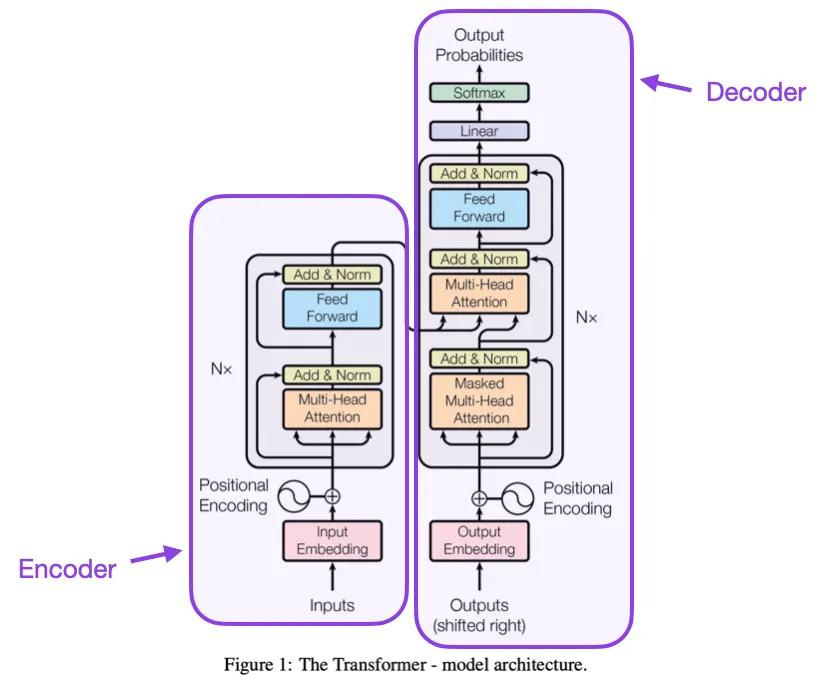 Output
Probabilities
Softmax
Linear
Add & Norm
Feed
Forward
Add & Norm
Multi-Head
Attention
Add & Norm
Masked
Multi-Head
Attention
Nx
Positional
Encoding
Output
Embedding
Outputs
(shifted right)
Decoder
Add & Norm
Feed
Forward
Add & Norm
Multi-Head
Attention
Nx
Positional
Encoding
Input
Embedding
Inputs
Encoder
Figure 1: The Transformer - model architecture.